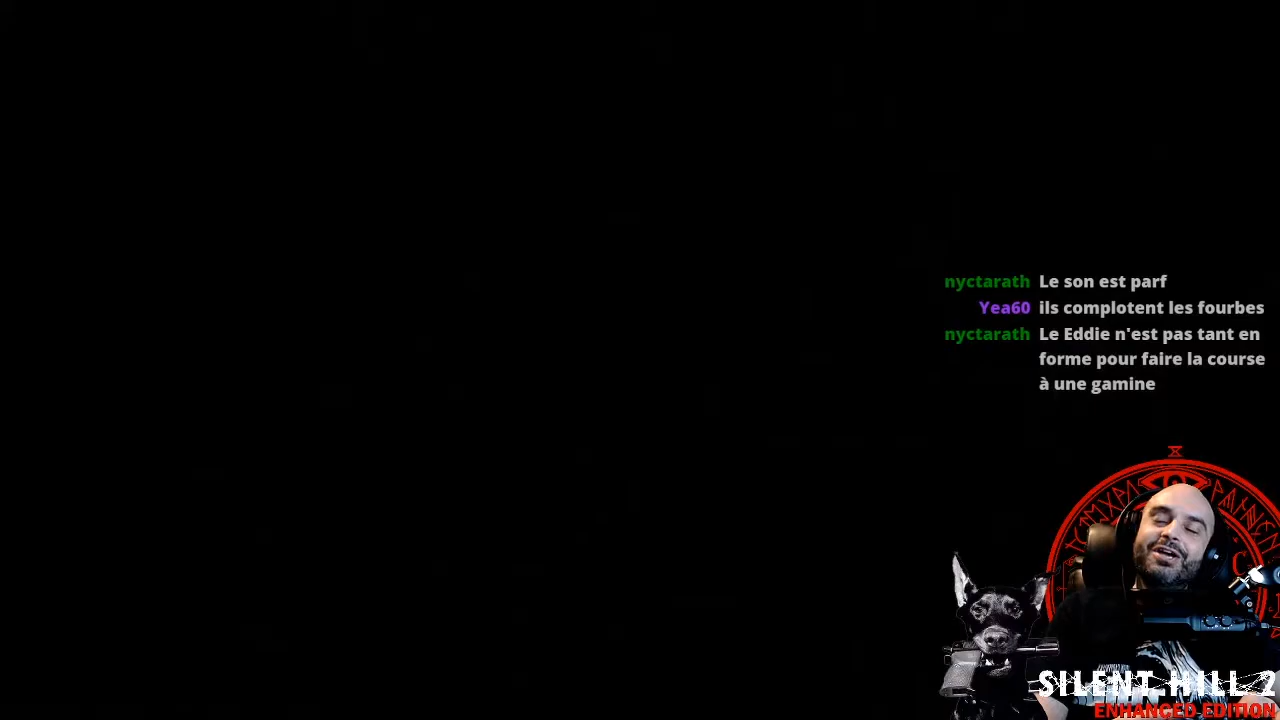 nyctarath Le son est parf
Yea60 ils complotent les fourbes
nyctarath Le Eddie n'est pas tant en
forme pour faire la course
à une gamine
SILENT HILL 2
ENHANCED EDITION